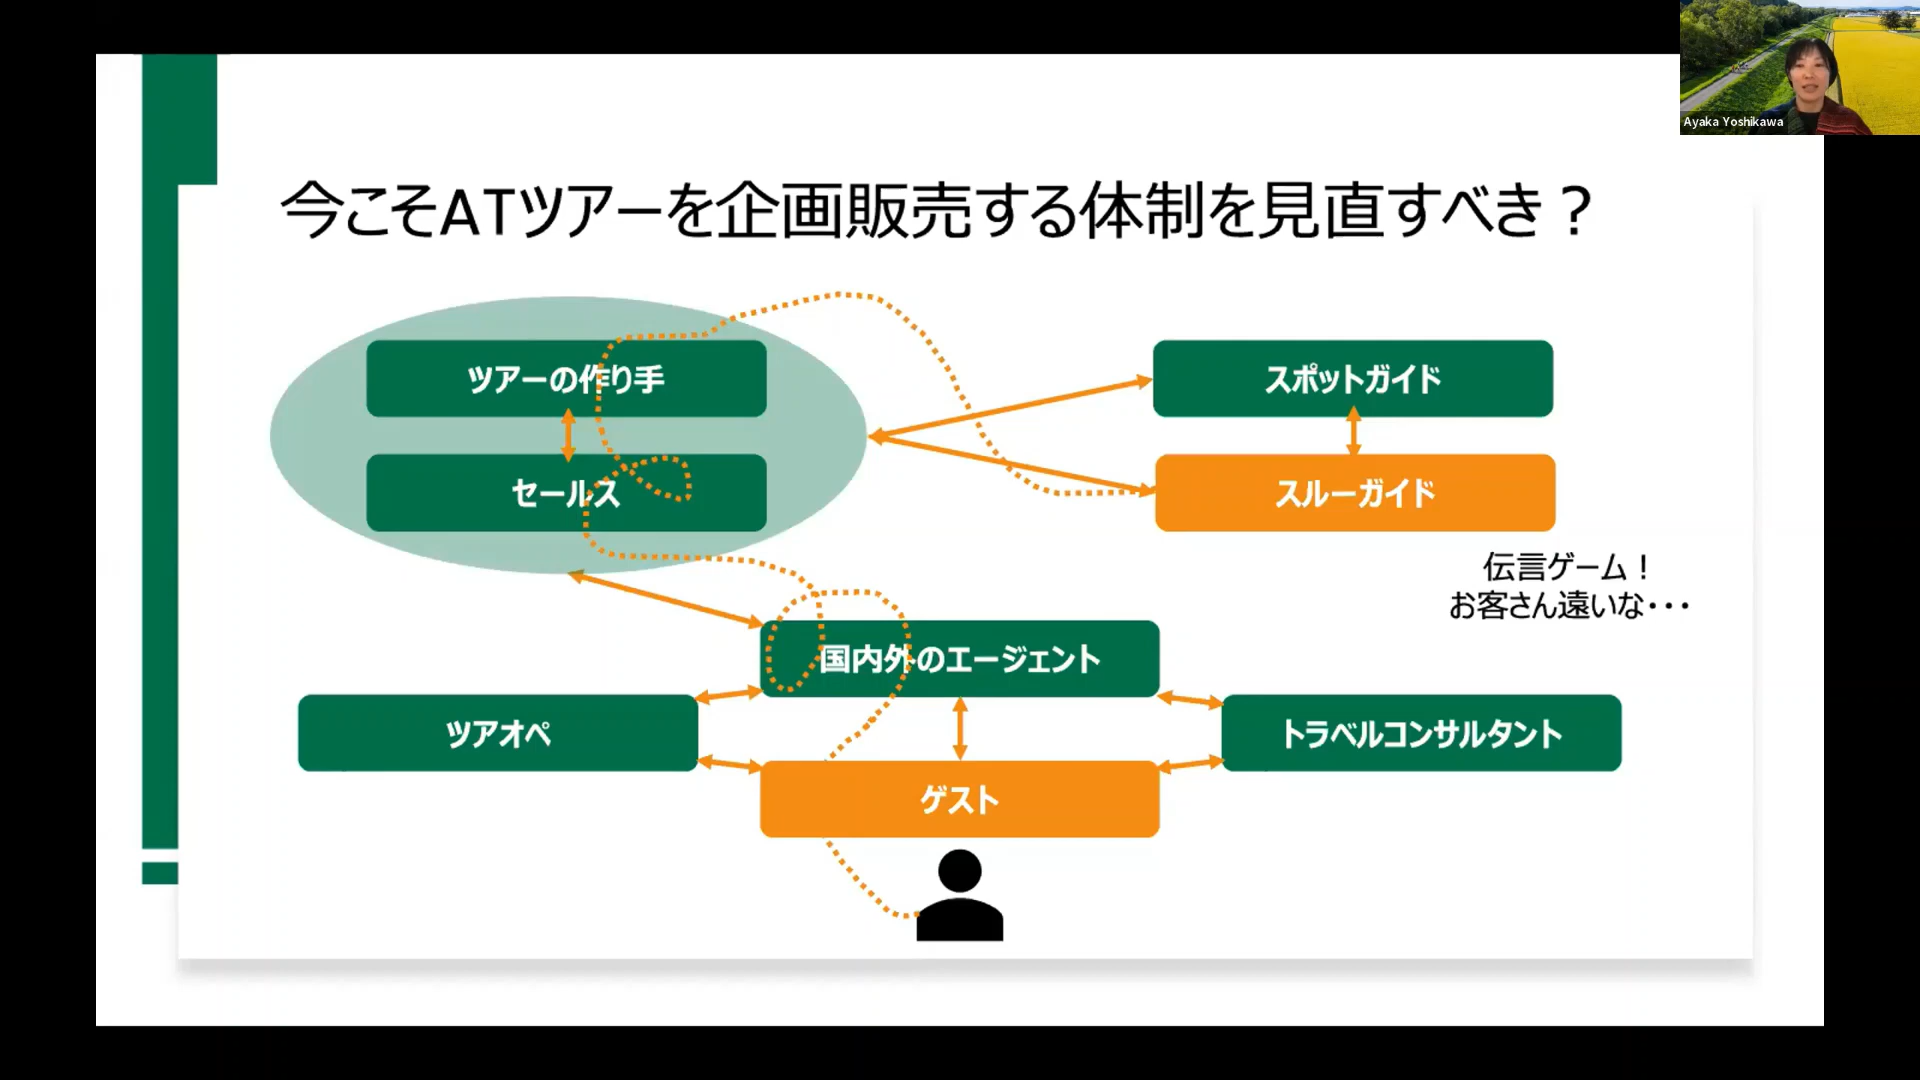 Ayaka Yoshikawa
今こそATツアーを企画販売する体制を見直すべき？
ツアーの作り手
スポットガイド
セールス
スルーガイド
伝言ゲーム！
お客さん遠いな・・・
国内外のエージェント
ツアオペ
トラベルコンサルタント
ゲスト